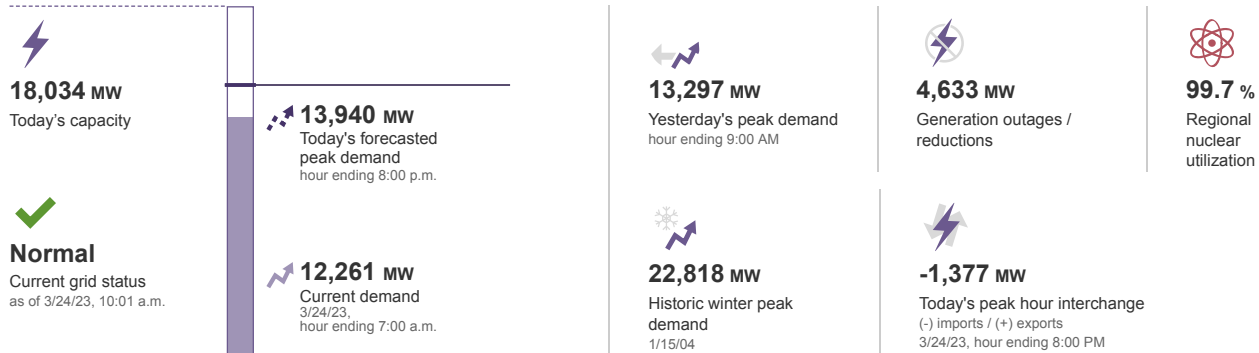 18,034 MW
Today's capacity
Normal
Current grid status
as of 3/24/23, 10:01 a.m.
13,940 MW
Today's forecasted
peak demand
hour ending 8:00 p.m.
12,261 MW
Current demand
3/24/23,
hour ending 7:00 a.m.
13,297 MW
Yesterday's peak demand
hour ending 9:00 AM
4,633 MW
Generation outages /
reductions
99.7 %
Regional
nuclear
utilization
22,818 MW
Historic winter peak
demand
1/15/04
-1,377 MW
Today's peak hour interchange
(-) imports / (+) exports
3/24/23, hour ending 8:00 PM